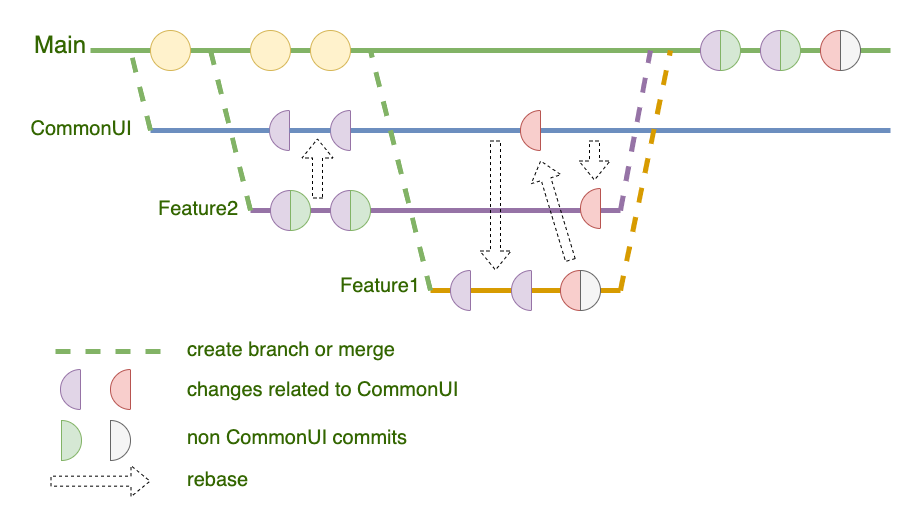 Main
CommonUI
Feature2
Feature1
create branch or merge
changes related to CommonUI
non CommonUI commits
rebase